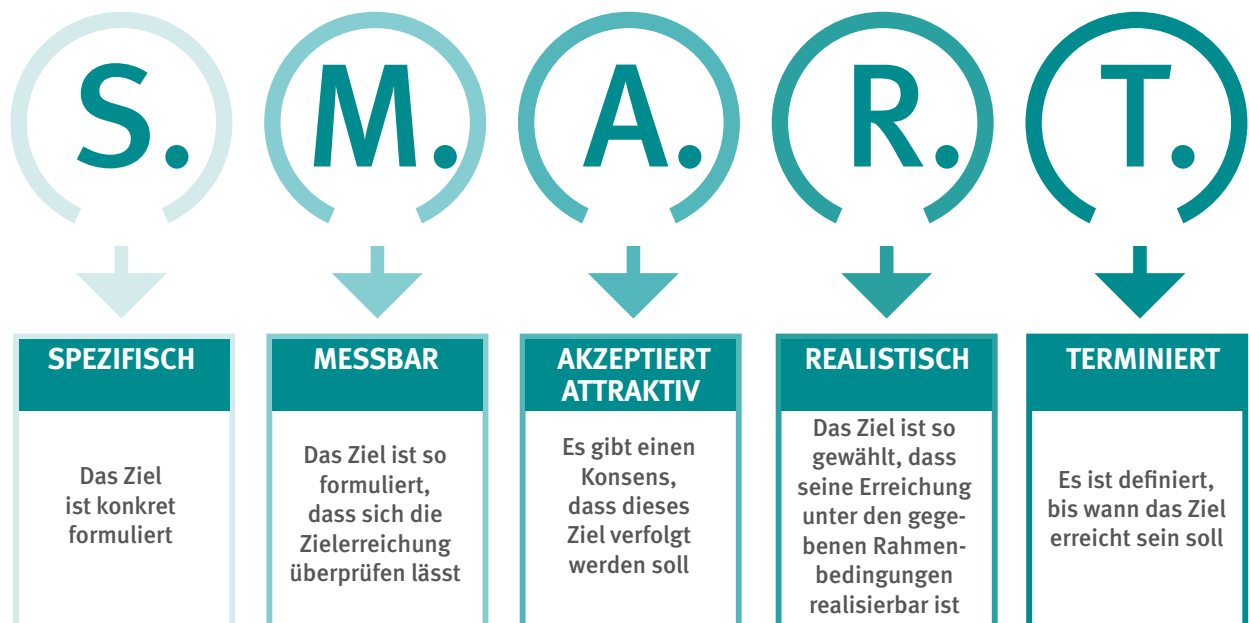 S.
M.
A.
R.
T.
SPEZIFISCH
Das Ziel
ist konkret
formuliert
MESSBAR
Das Ziel ist so
formuliert,
dass sich die
Zielerreichung
überprüfen lässt
AKZEPTIERT
ATTRAKTIV
Es gibt einen
Konsens,
dass dieses
Ziel verfolgt
werden soll
REALISTISCH
Das Ziel ist so
gewählt, dass
seine Erreichung
unter den gege-
benen Rahmen-
bedingungen
realisierbar ist
TERMINIERT
Es ist definiert,
bis wann das Ziel
erreicht sein soll